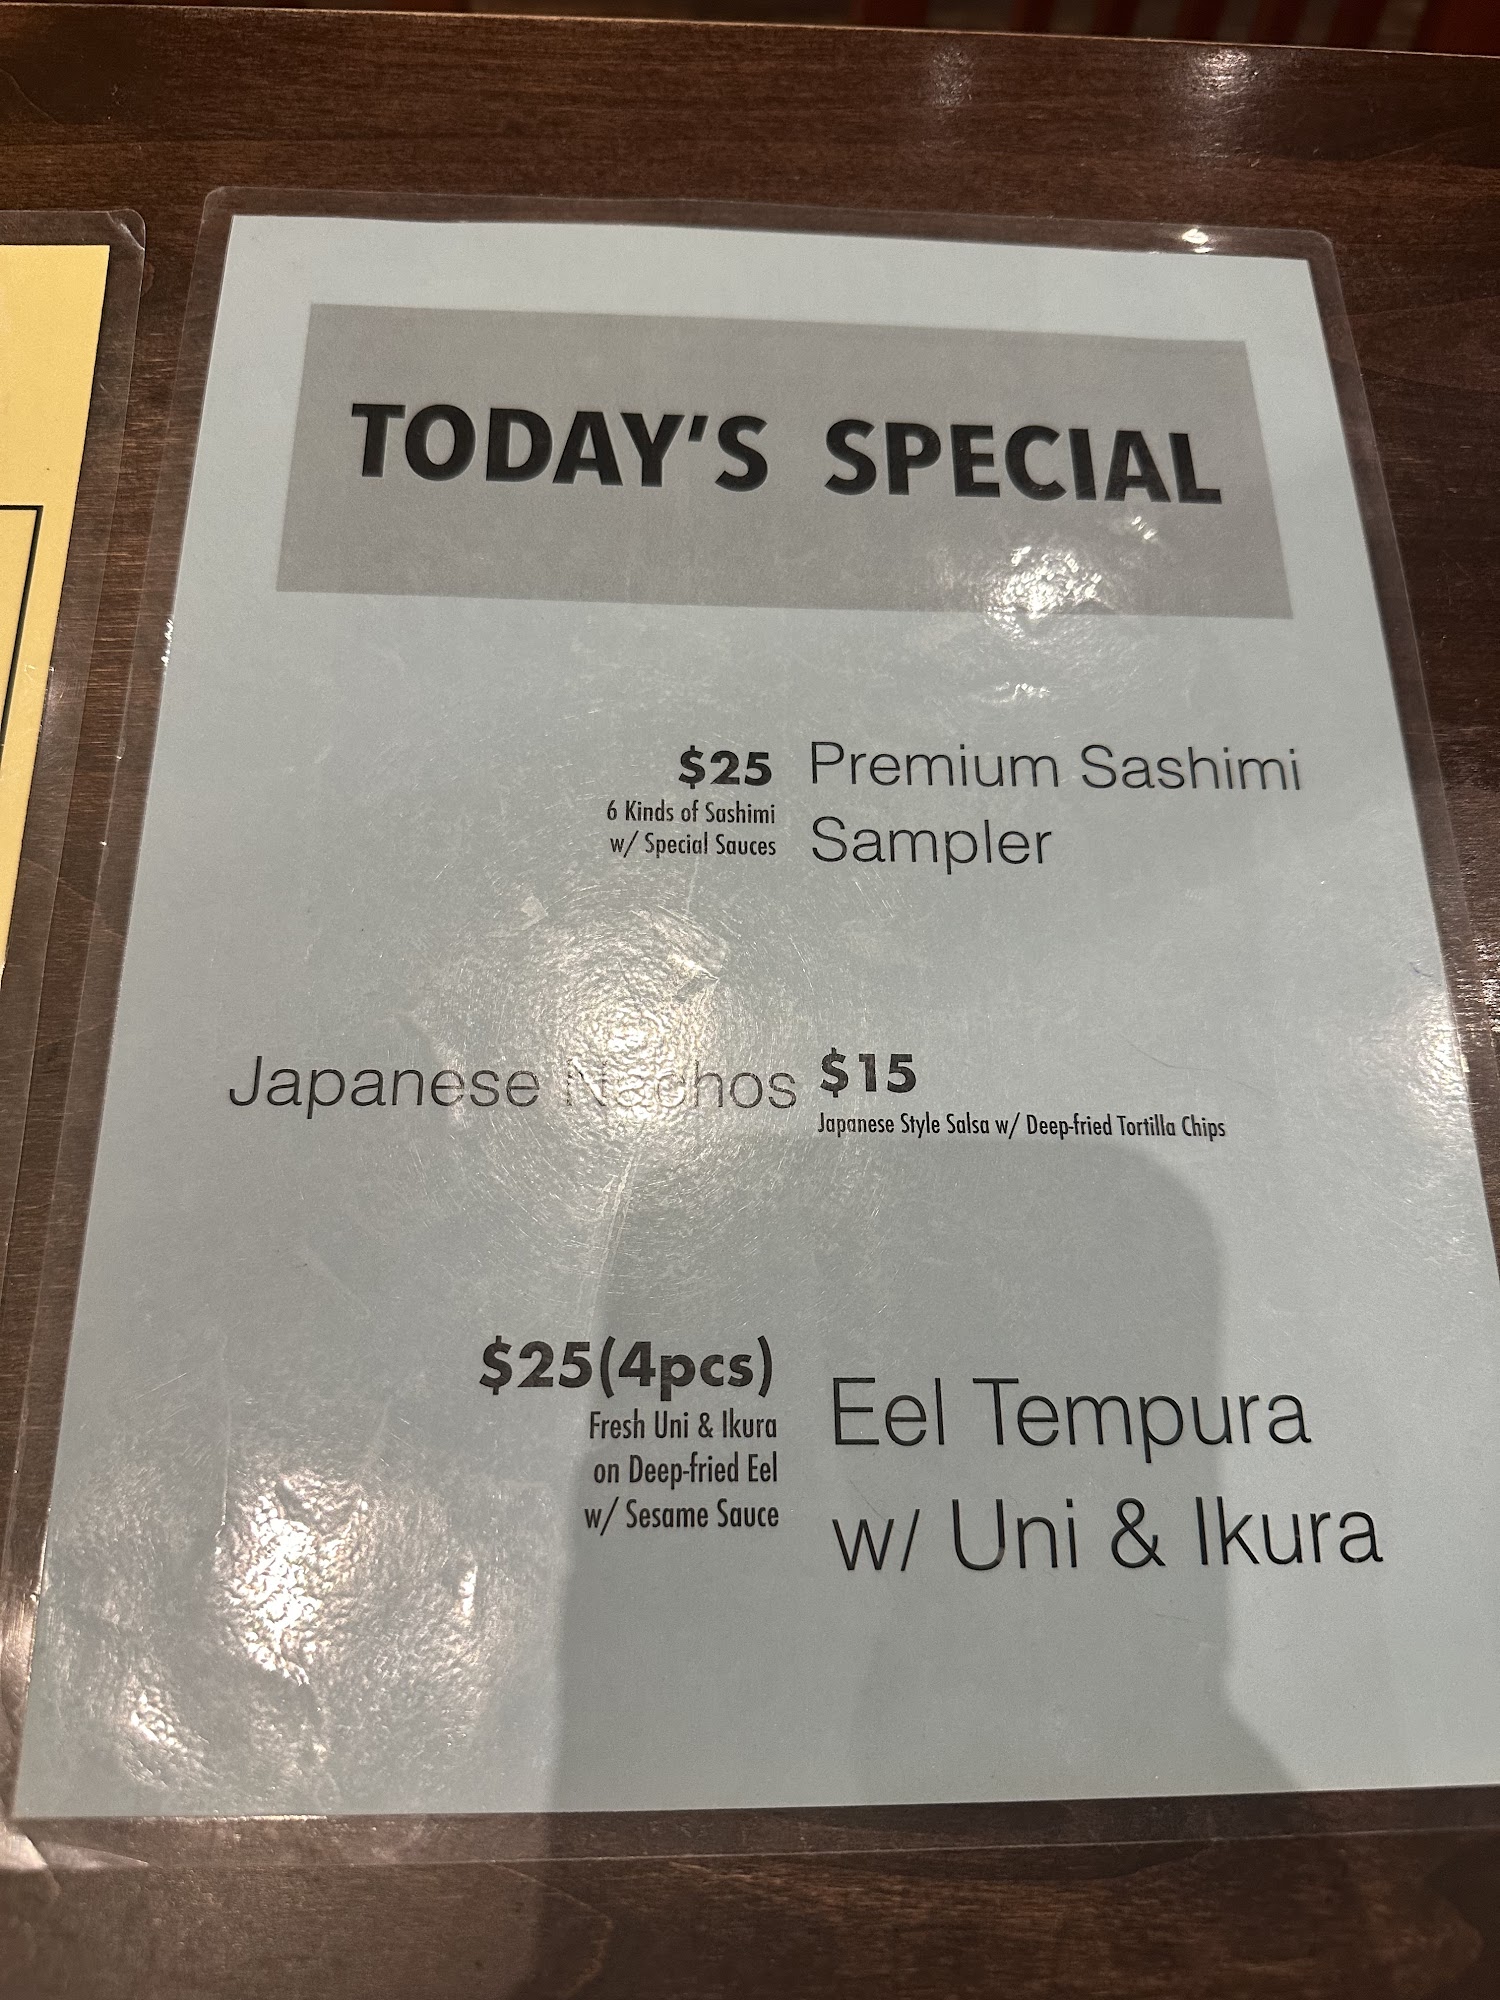 TODAY'S SPECIAL
$25
6 Kinds of Sashimi
w/ Special Sauces
Premium Sashimi
Sampler
Japanese Nachos
$15
Japanese Style Salsa w/ Deep-fried Tortilla Chips
$25(4pcs)
Fresh Uni & Ikura
on Deep-fried Eel
w/ Sesame Sauce
Eel Tempura
w/ Uni & Ikura